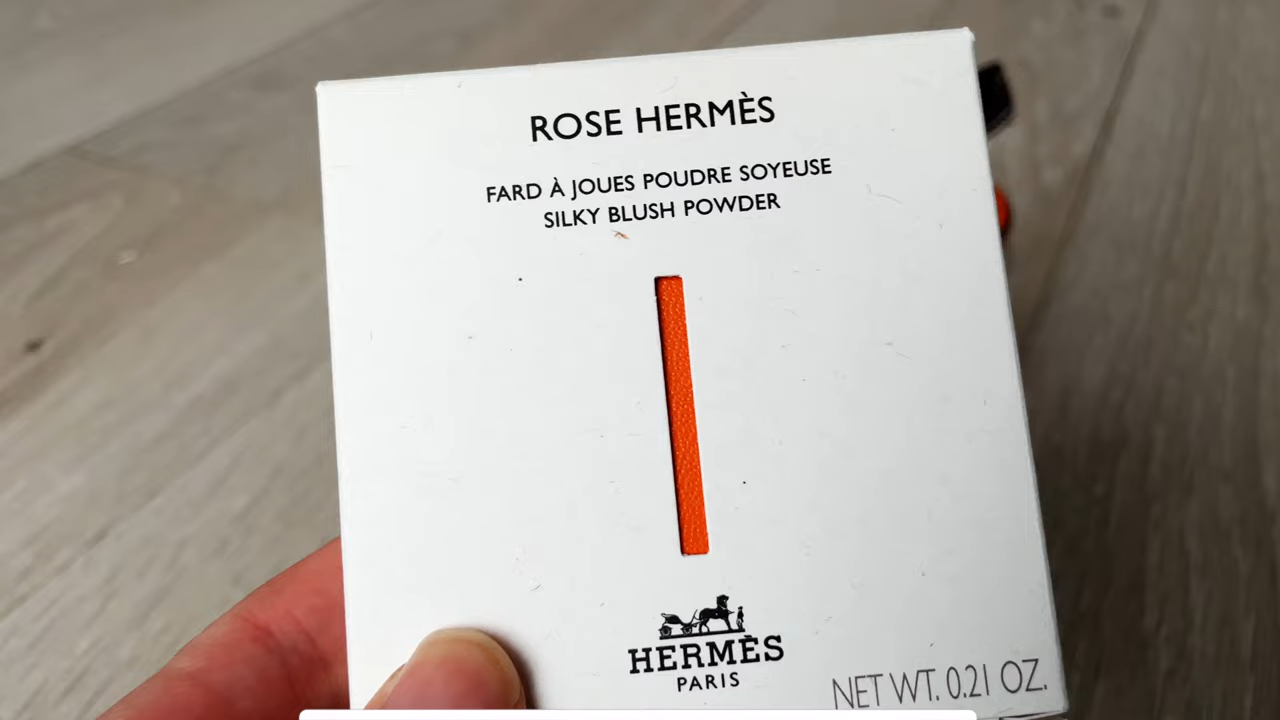 ROSE HERMÈS
FARD À JOUES POUDRE SOYEUSE
SILKY BLUSH POWDER
HERMÈS
PARIS
NET WT. 0.21 OZ.